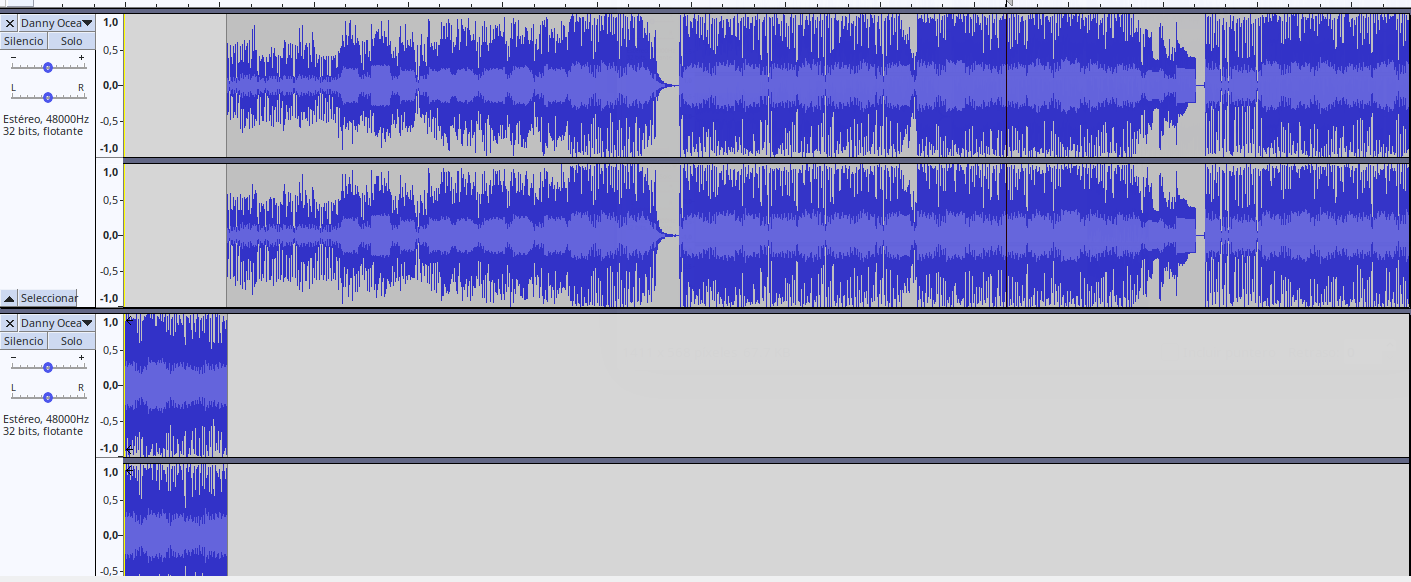 Danny Ocea
Silencio Solo
- +
L R
Estéreo, 48000Hz
32 bits, flotante
Seleccionar
1,0
0,5-
0,0-
-0,5-
-1,0
1,0
0,5-
0,0-
-0,5-
-1,0
Danny Ocea
Silencio Solo
- +
L R
Estéreo, 48000Hz
32 bits, flotante
1,0
0,5-
0,0-
-0,5-
-1,0
1,0
0,5-
0,0-
-0,5-